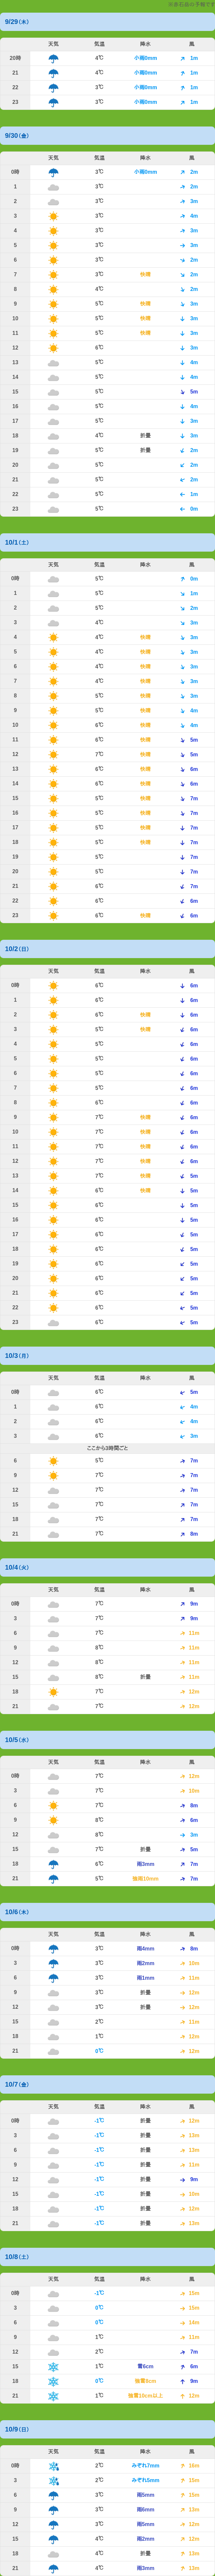 大雪石室の予報です
9/29（木）
天気 気温 降水 風
20時 4℃ 小雨0mm 1m
21 4℃ 小雨0mm 1m
22 3℃ 小雨0mm 1m
23 3℃ 小雨0mm 1m
9/30（金）
天気 気温 降水 風
0時 3℃ 小雨0mm 2m
1 3℃ 2m
2 3℃ 3m
3 3℃ 4m
4 3℃ 3m
5 3℃ 3m
6 3℃ 2m
7 3℃ 快晴 2m
8 4℃ 2m
9 5℃ 快晴 3m
10 5℃ 快晴 3m
11 5℃ 快晴 3m
12 6℃ 3m
13 5℃ 4m
14 5℃ 4m
15 5℃ 5m
16 5℃ 4m
17 5℃ 3m
18 4℃ 折曇 3m
19 5℃ 折曇 2m
20 5℃ 2m
21 5℃ 2m
22 5℃ 1m
23 5℃ 0m
10/1（土）
天気 気温 降水 風
0時 5℃ 0m
1 5℃ 1m
2 5℃ 2m
3 4℃ 3m
4 4℃ 快晴 3m
5 4℃ 快晴 3m
6 4℃ 快晴 3m
7 4℃ 快晴 3m
8 5℃ 快晴 3m
9 5℃ 快晴 4m
10 6℃ 快晴 4m
11 6℃ 快晴 5m
12 7℃ 快晴 5m
13 6℃ 快晴 6m
14 6℃ 快晴 6m
15 5℃ 快晴 7m
16 5℃ 快晴 7m
17 5℃ 快晴 7m
18 5℃ 快晴 7m
19 5℃ 7m
20 5℃ 7m
21 6℃ 7m
22 6℃ 6m
23 6℃ 快晴 6m
10/2（日）
天気 気温 降水 風
0時 6℃ 6m
1 6℃ 6m
2 6℃ 快晴 6m
3 5℃ 快晴 6m
4 5℃ 6m
5 5℃ 6m
6 5℃ 6m
7 5℃ 6m
8 6℃ 6m
9 7℃ 快晴 6m
10 7℃ 快晴 6m
11 7℃ 快晴 6m
12 7℃ 快晴 6m
13 7℃ 快晴 5m
14 6℃ 快晴 5m
15 6℃ 5m
16 6℃ 5m
17 6℃ 5m
18 6℃ 5m
19 6℃ 5m
20 6℃ 5m
21 6℃ 5m
22 6℃ 5m
23 6℃ 5m
10/3（月）
天気 気温 降水 風
0時 6℃ 5m
1 6℃ 4m
2 6℃ 4m
3 6℃ 3m
ここから3時間ごと
6 5℃ 7m
9 7℃ 7m
12 7℃ 7m
15 7℃ 7m
18 7℃ 7m
21 7℃ 8m
10/4（火）
天気 気温 降水 風
0時 7℃ 9m
3 7℃ 9m
6 7℃ 11m
9 8℃ 11m
12 8℃ 11m
15 8℃ 折曇 11m
18 7℃ 12m
21 7℃ 12m
10/5（水）
天気 気温 降水 風
0時 7℃ 12m
3 7℃ 10m
6 7℃ 8m
9 8℃ 6m
12 8℃ 3m
15 7℃ 折曇 5m
18 6℃ 雨3mm 7m
21 5℃ 強雨10mm 7m
10/6（木）
天気 気温 降水 風
0時 3℃ 雨4mm 8m
3 3℃ 雨2mm 10m
6 3℃ 雨1mm 11m
9 3℃ 折曇 12m
12 3℃ 折曇 12m
15 2℃ 11m
18 1℃ 12m
21 0℃ 12m
10/7（金）
天気 気温 降水 風
0時 -1℃ 折曇 12m
3 -1℃ 折曇 13m
6 -1℃ 折曇 13m
9 -1℃ 折曇 11m
12 -1℃ 折曇 9m
15 -1℃ 折曇 10m
18 -1℃ 折曇 12m
21 -1℃ 折曇 13m
10/8（土）
天気 気温 降水 風
0時 -1℃ 15m
3 0℃ 15m
6 0℃ 14m
9 1℃ 11m
12 2℃ 7m
15 1℃ 雪6cm 6m
18 0℃ 9m
21 1℃ 強雪10cm以上 12m
10/9（日）
天気 気温 降水 風
0時 2℃ みぞれ7mm 16m
3 2℃ みぞれ5mm 15m
6 3℃ 雨5mm 15m
9 3℃ 雨6mm 13m
12 3℃ 雨5mm 12m
15 4℃ 雨2mm 12m
18 4℃ 折曇 13m
21 4℃ 雨3mm 11m